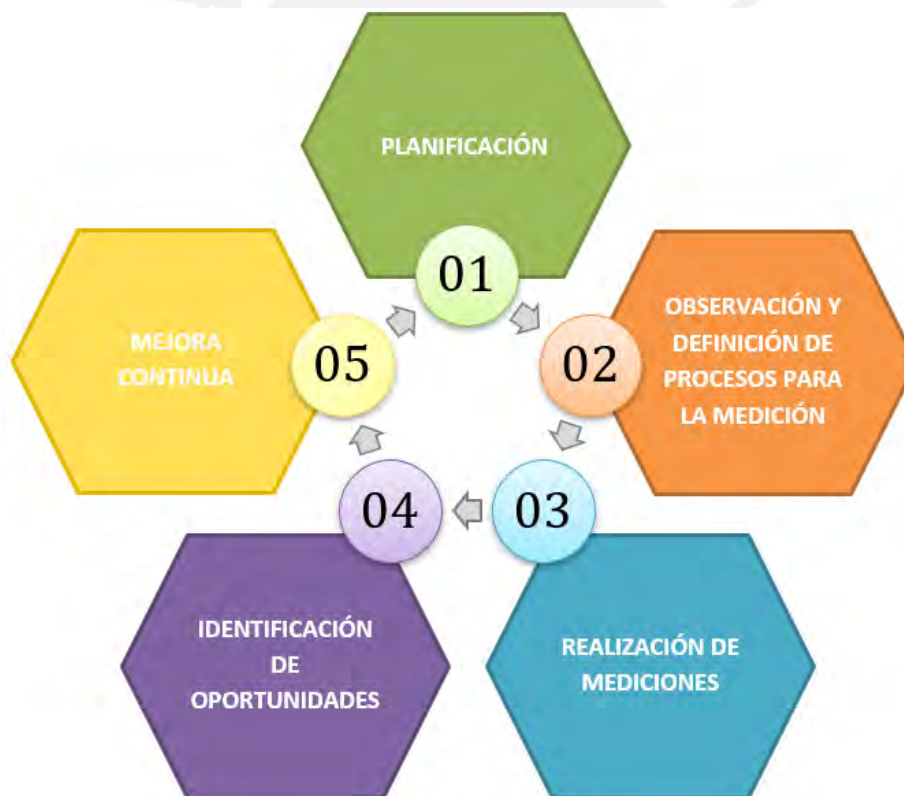 PLANIFICACIÓN
01
OBSERVACIÓN Y
DEFINICIÓN DE
PROCESOS PARA
LA MEDICIÓN
02
REALIZACIÓN DE
MEDICIONES
03
IDENTIFICACIÓN
DE
OPORTUNIDADES
04
MEJORA
CONTINUA
05